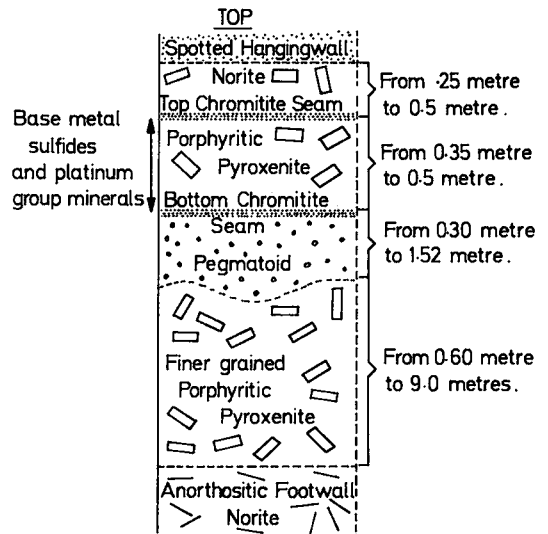 TOP
Spotted Hangingwall
Norite
Top Chromitite Seam
From .25 metre
to 0.5 metre.
Base metal
sulfides
and platinum
group minerals
Porphyritic
Pyroxenite
Bottom Chromitite
From 0.35 metre
to 0.5 metre.
Seam
Pegmatoid
From 0.30 metre
to 1.52 metre.
Finer grained
Porphyritic
Pyroxenite
From 0.60 metre
to 9.0 metres.
Anorthositic Footwall
Norite